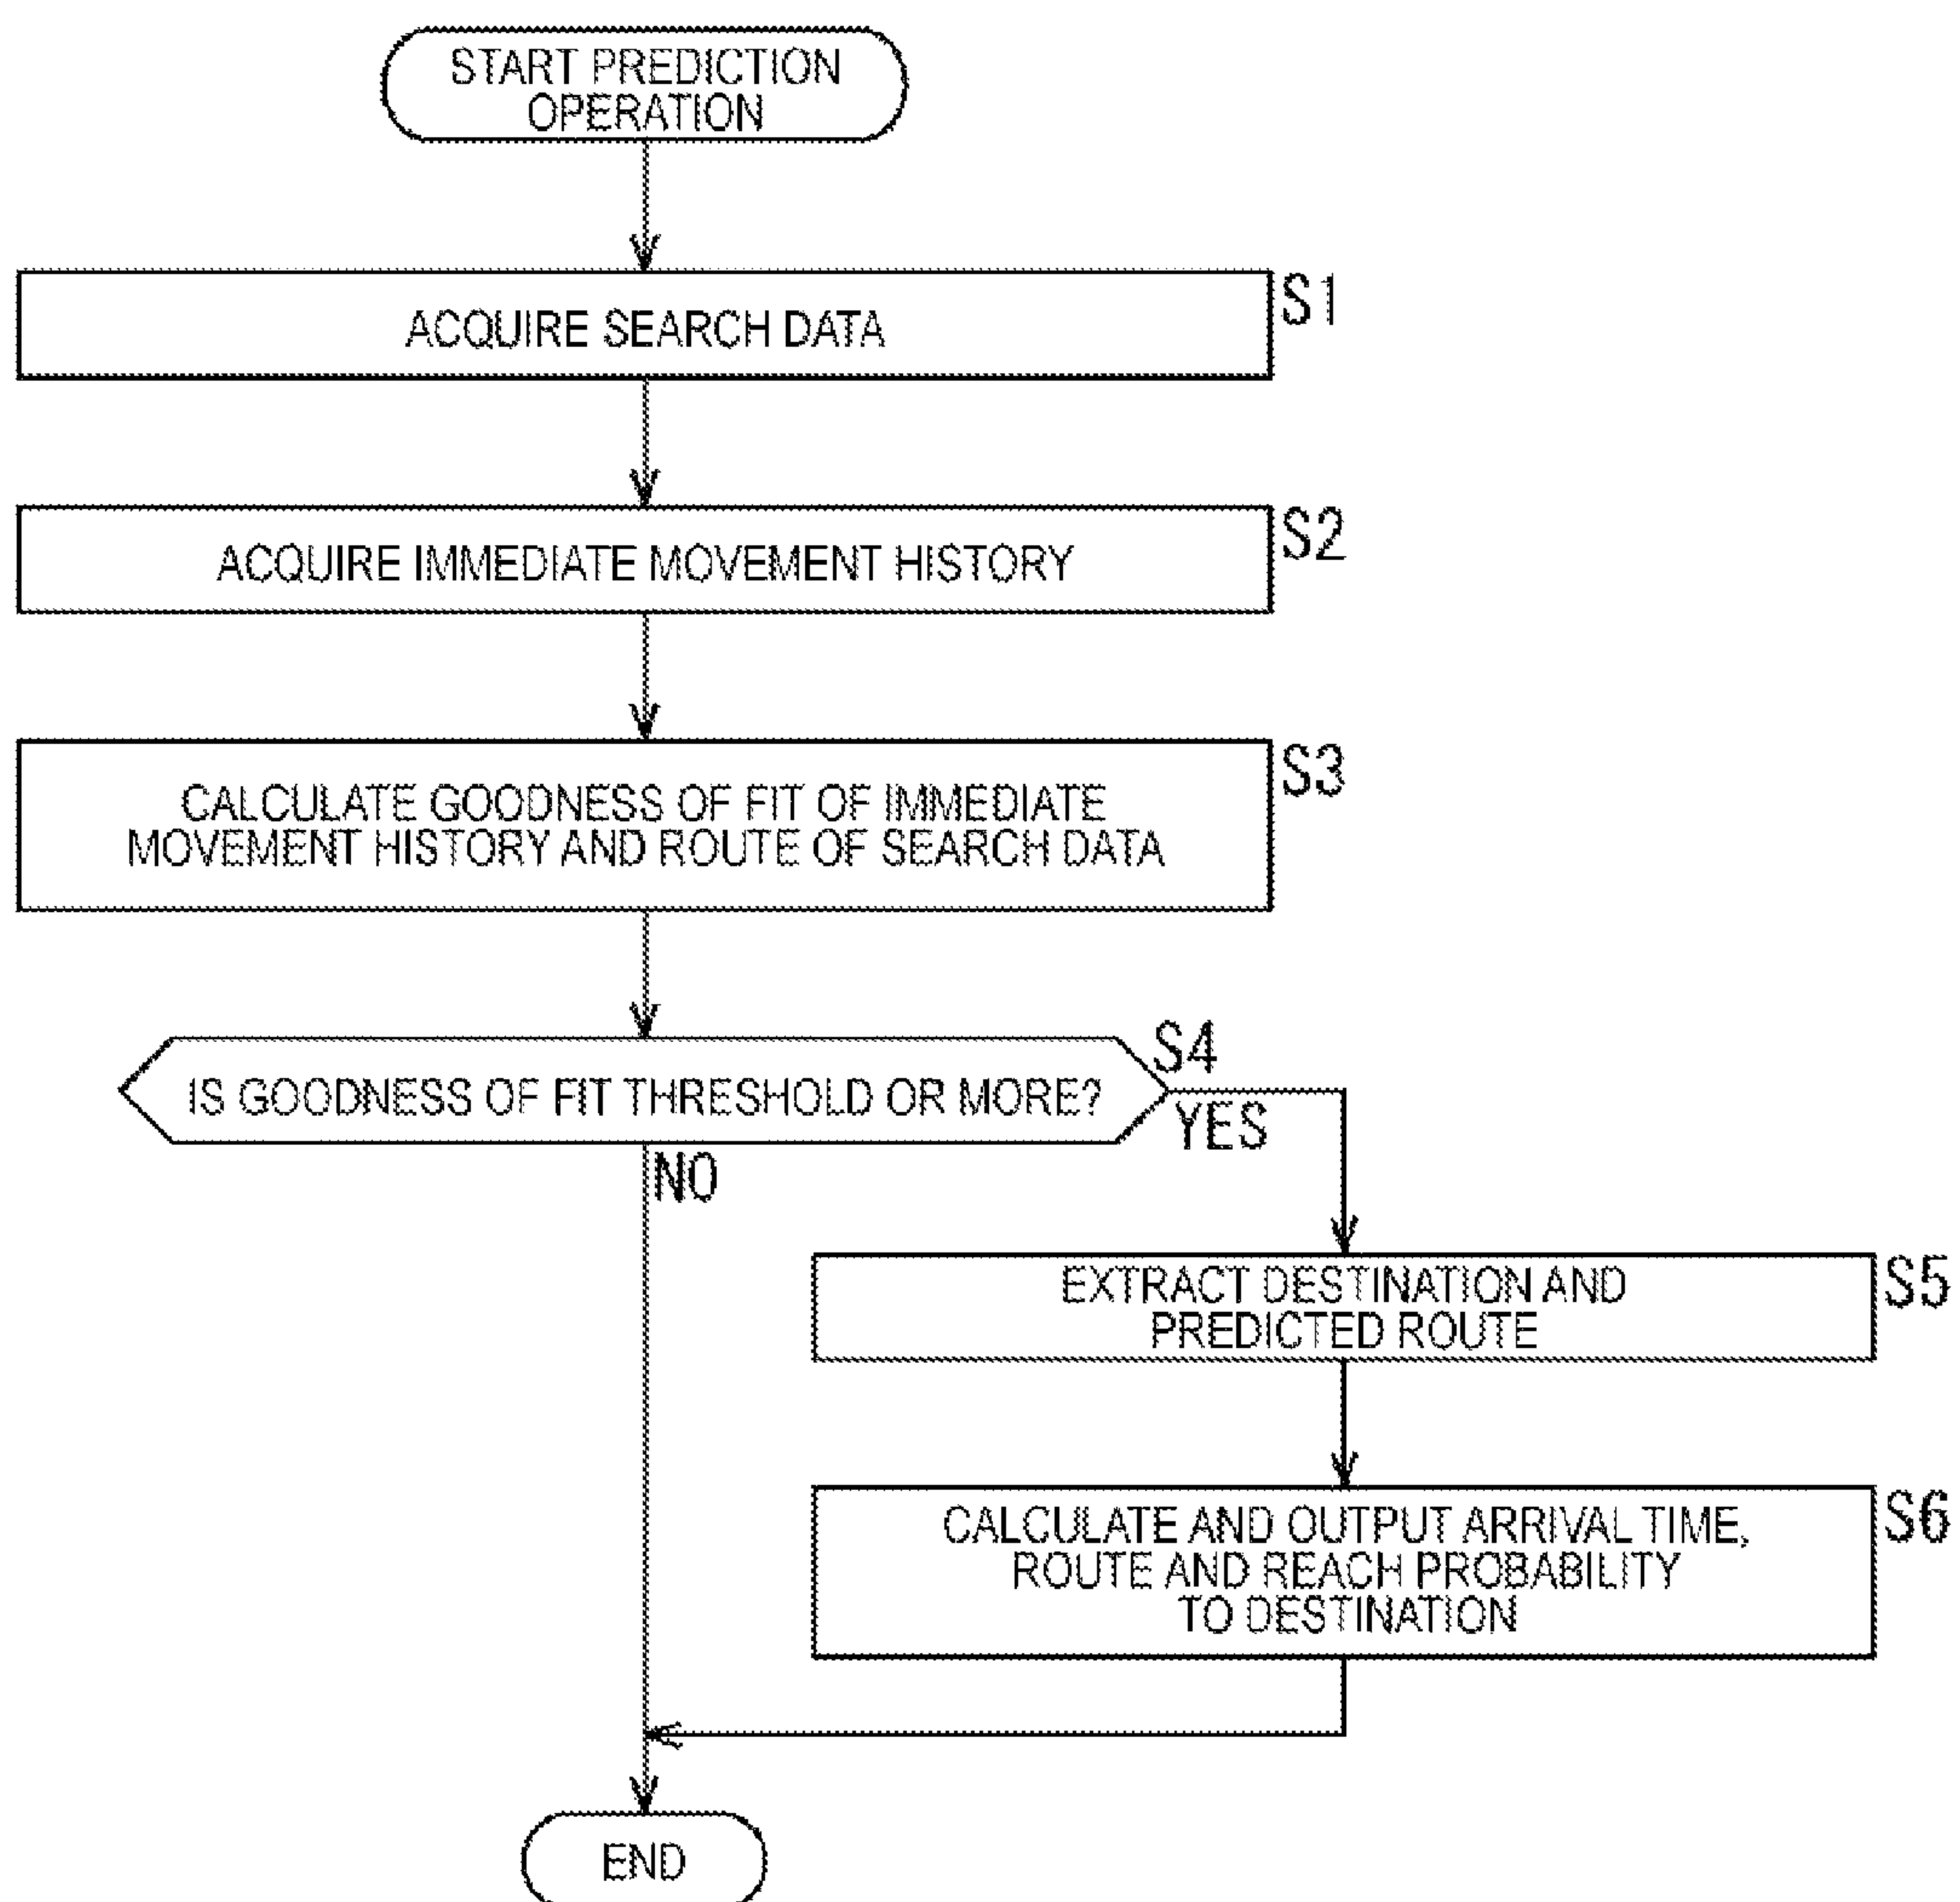 START PREDICTION
OPERATION
S1
ACQUIRE SEARCH DATA
S2
ACQUIRE IMMEDIATE MOVEMENT HISTORY
S3
CALCULATE GOODNESS OF FIT OF IMMEDIATE
MOVEMENT HISTORY AND ROUTE OF SEARCH DATA
S4
IS GOODNESS OF FIT THRESHOLD OR MORE?
YES
NO
S5
EXTRACT DESTINATION AND
PREDICTED ROUTE
S6
CALCULATE AND OUTPUT ARRIVAL TIME,
ROUTE AND REACH PROBABILITY
TO DESTINATION
END